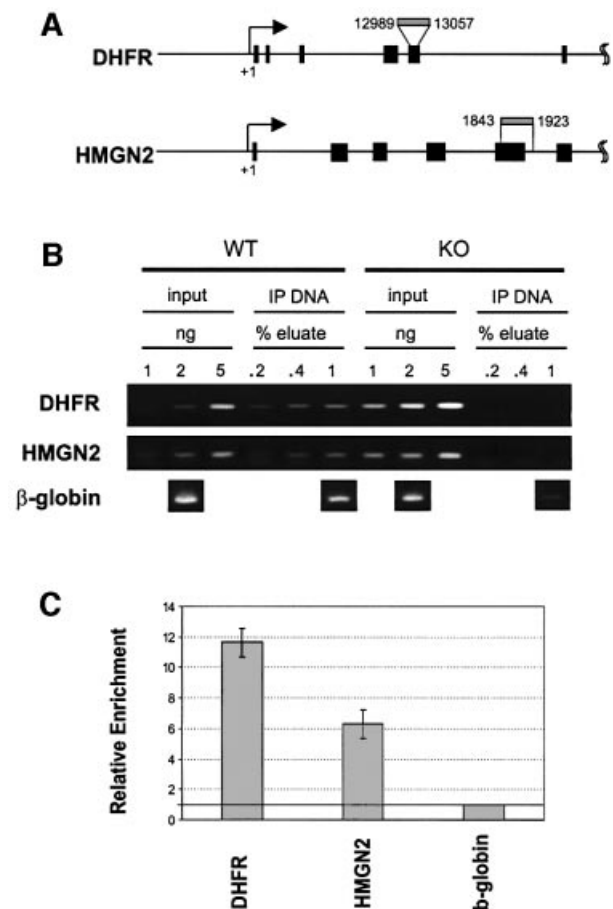 A
12989 13057
DHFR
+1
1843 1923
HMGN2
+1
B
WT KO
input IP DNA input IP DNA
ng % eluate ng % eluate
1 2 5 .2 .4 1 1 2 5 .2 .4 1
DHFR
HMGN2
β-globin
C
14
12
10
8
6
4
2
0
Relative Enrichment
DHFR
HMGN2
b-globin